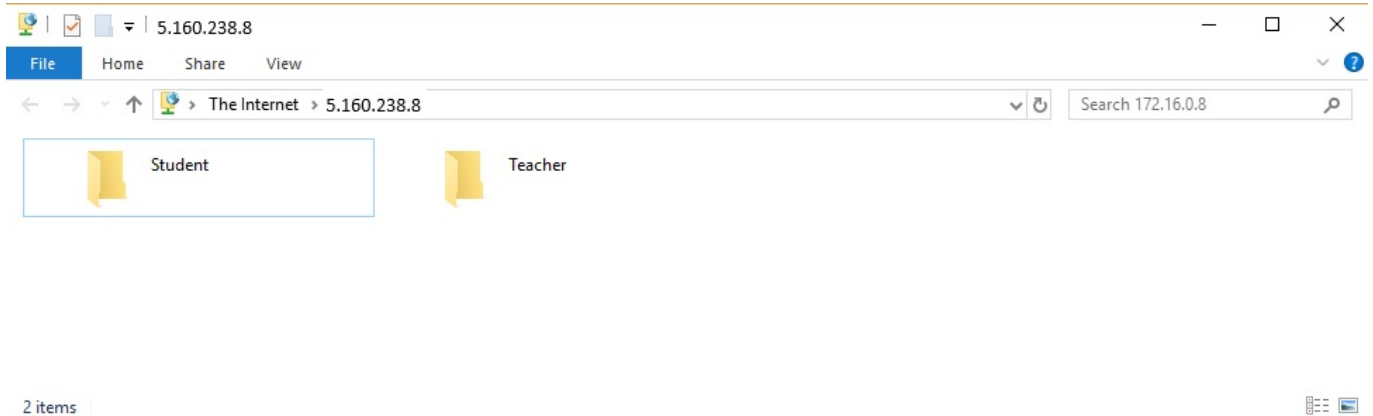 5.160.238.8
File Home Share View
The Internet > 5.160.238.8 Search 172.16.0.8
Student Teacher
2 items